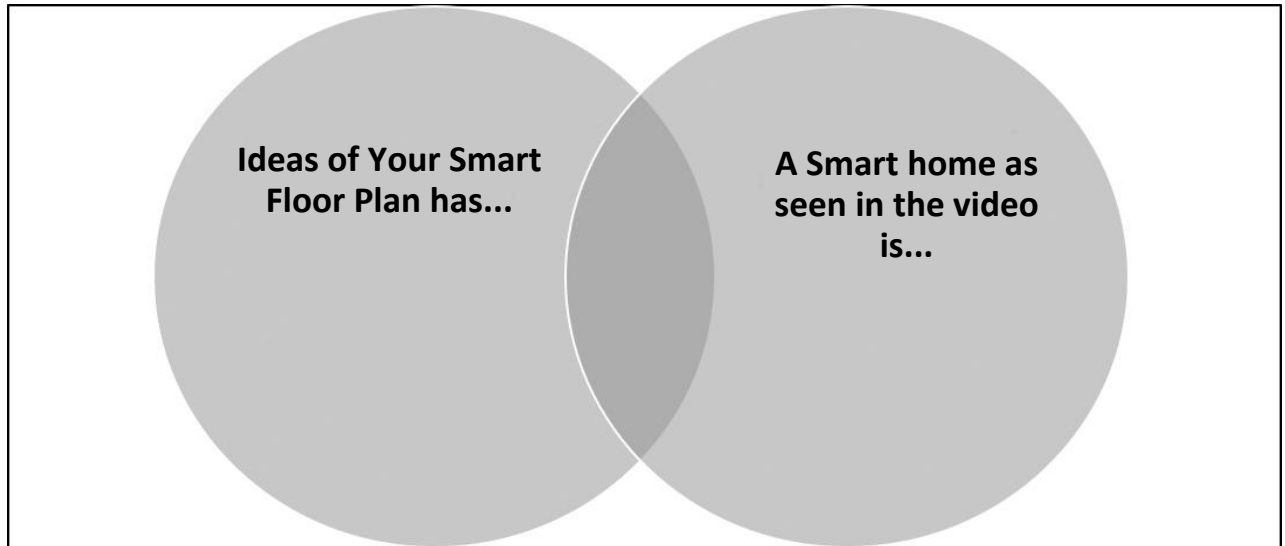 Ideas of Your Smart
Floor Plan has...
A Smart home as
seen in the video
is...